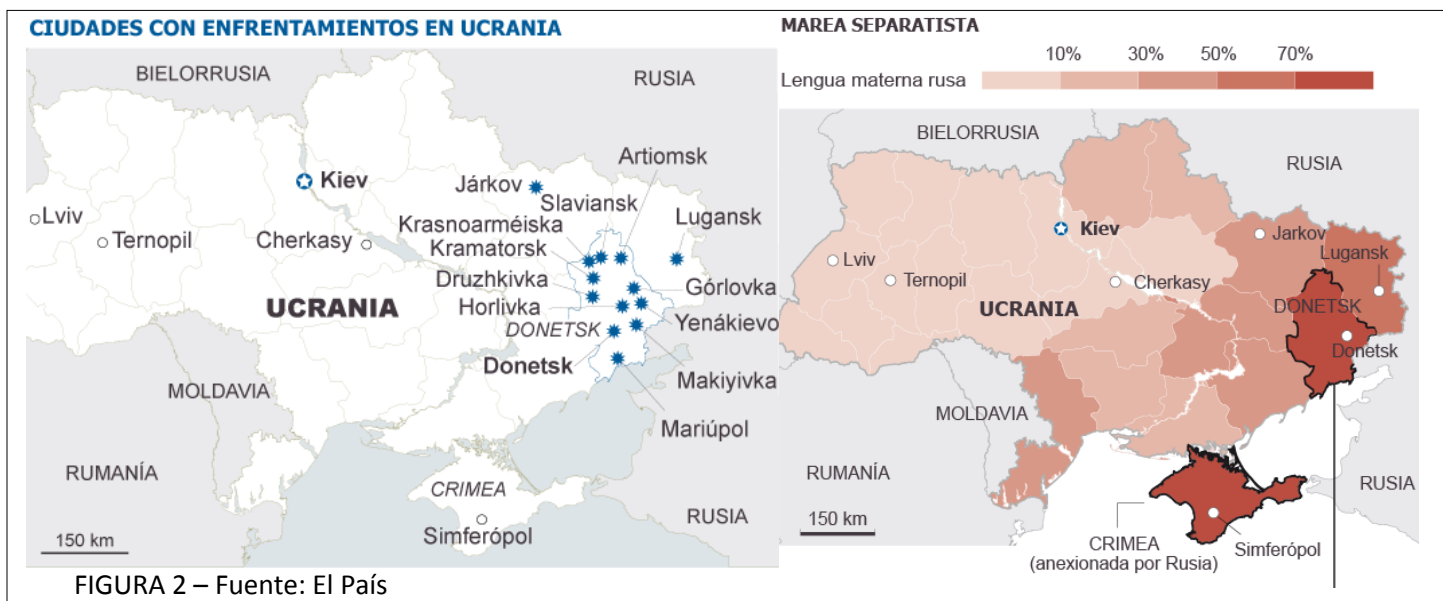 CIUDADES CON ENFRENTAMIENTOS EN UCRANIA
BIELORRUSIA
RUSIA
Artiomsk
Kiev
Járkov
Slaviansk
Lviv
Krasnoarméiska
Lugansk
Ternopil
Cherkasy
Kramatorsk
Druzhkivka
Górlovka
UCRANIA
Horlivka
DONETSK
Yenákievo
Donetsk
Makiyivka
MOLDAVIA
Mariúpol
RUMANÍA
CRIMEA
RUSIA
Simferópol
150 km
FIGURA 2 – Fuente: El País
MAREA SEPARATISTA
10% 30% 50% 70%
Lengua materna rusa
BIELORRUSIA
RUSIA
Kiev
Jarkov
Lugansk
Lviv
Ternopil
Cherkasy
UCRANIA
DONETSK
Donetsk
MOLDAVIA
RUMANÍA
RUSIA
150 km
CRIMEA
(anexionada por Rusia)
Simferópol